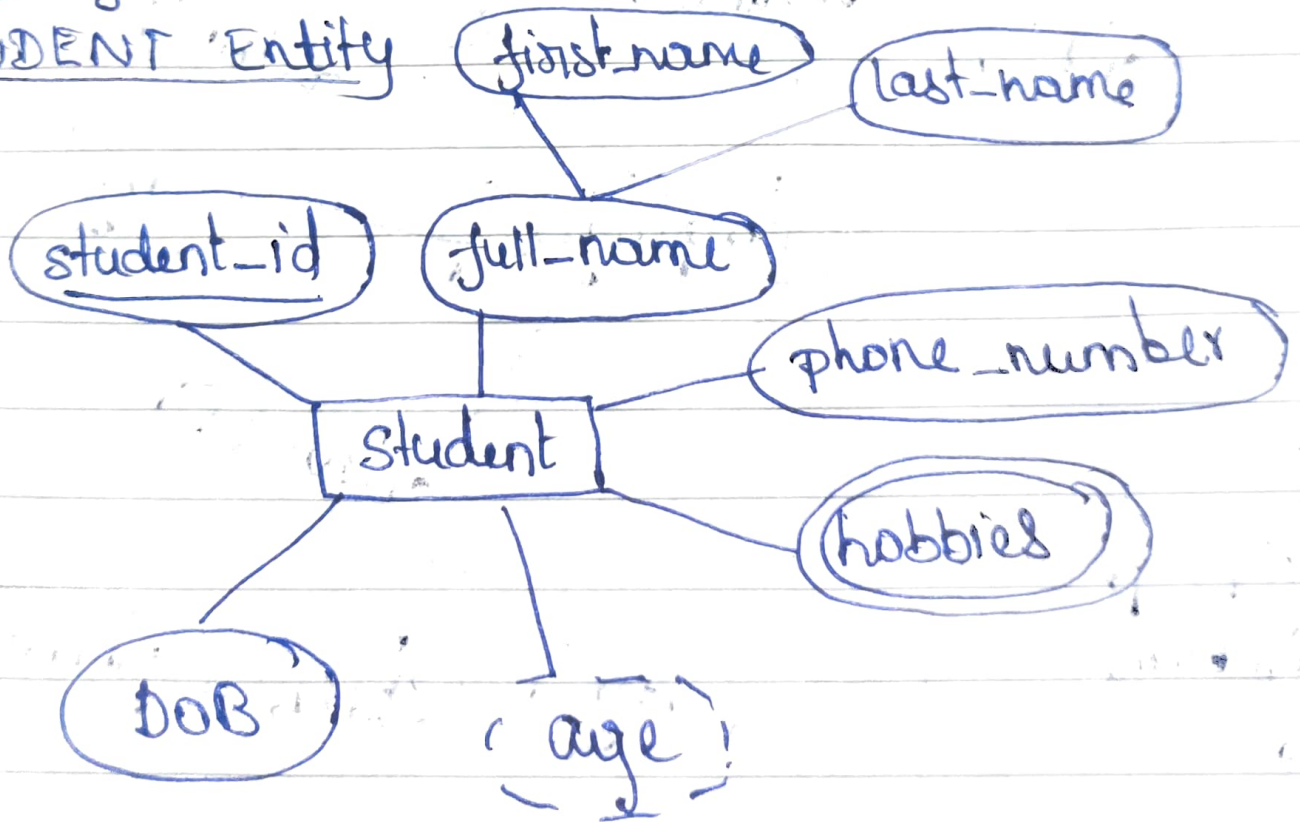 DENT Entity
first_name
last_name
student_id
full_name
phone_number
student
hobbies
DOB
age